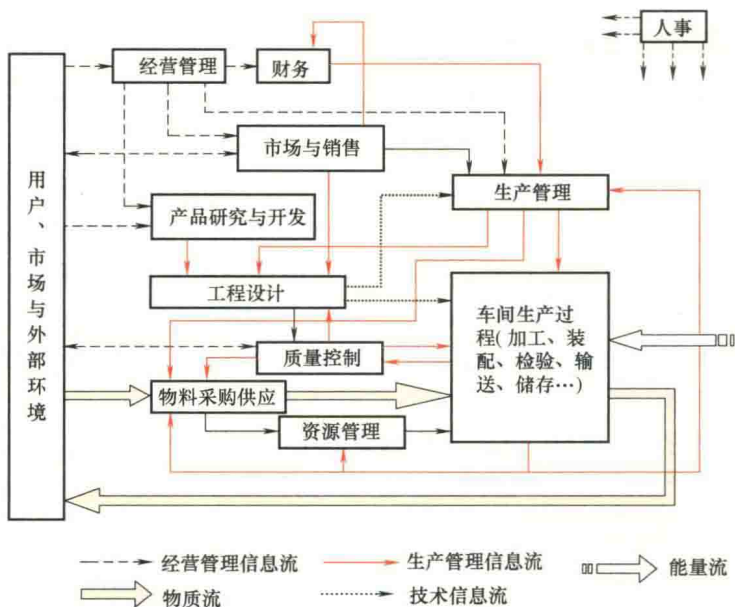 人事
经营管理
财务
市场与销售
生产管理
用户、市场与外部环境
产品研究与开发
工程设计
车间生产过
程(加工、装
配、检验、输
送、储存…)
质量控制
物料采购供应
资源管理
经营管理信息流
生产管理信息流
能量流
物质流
技术信息流